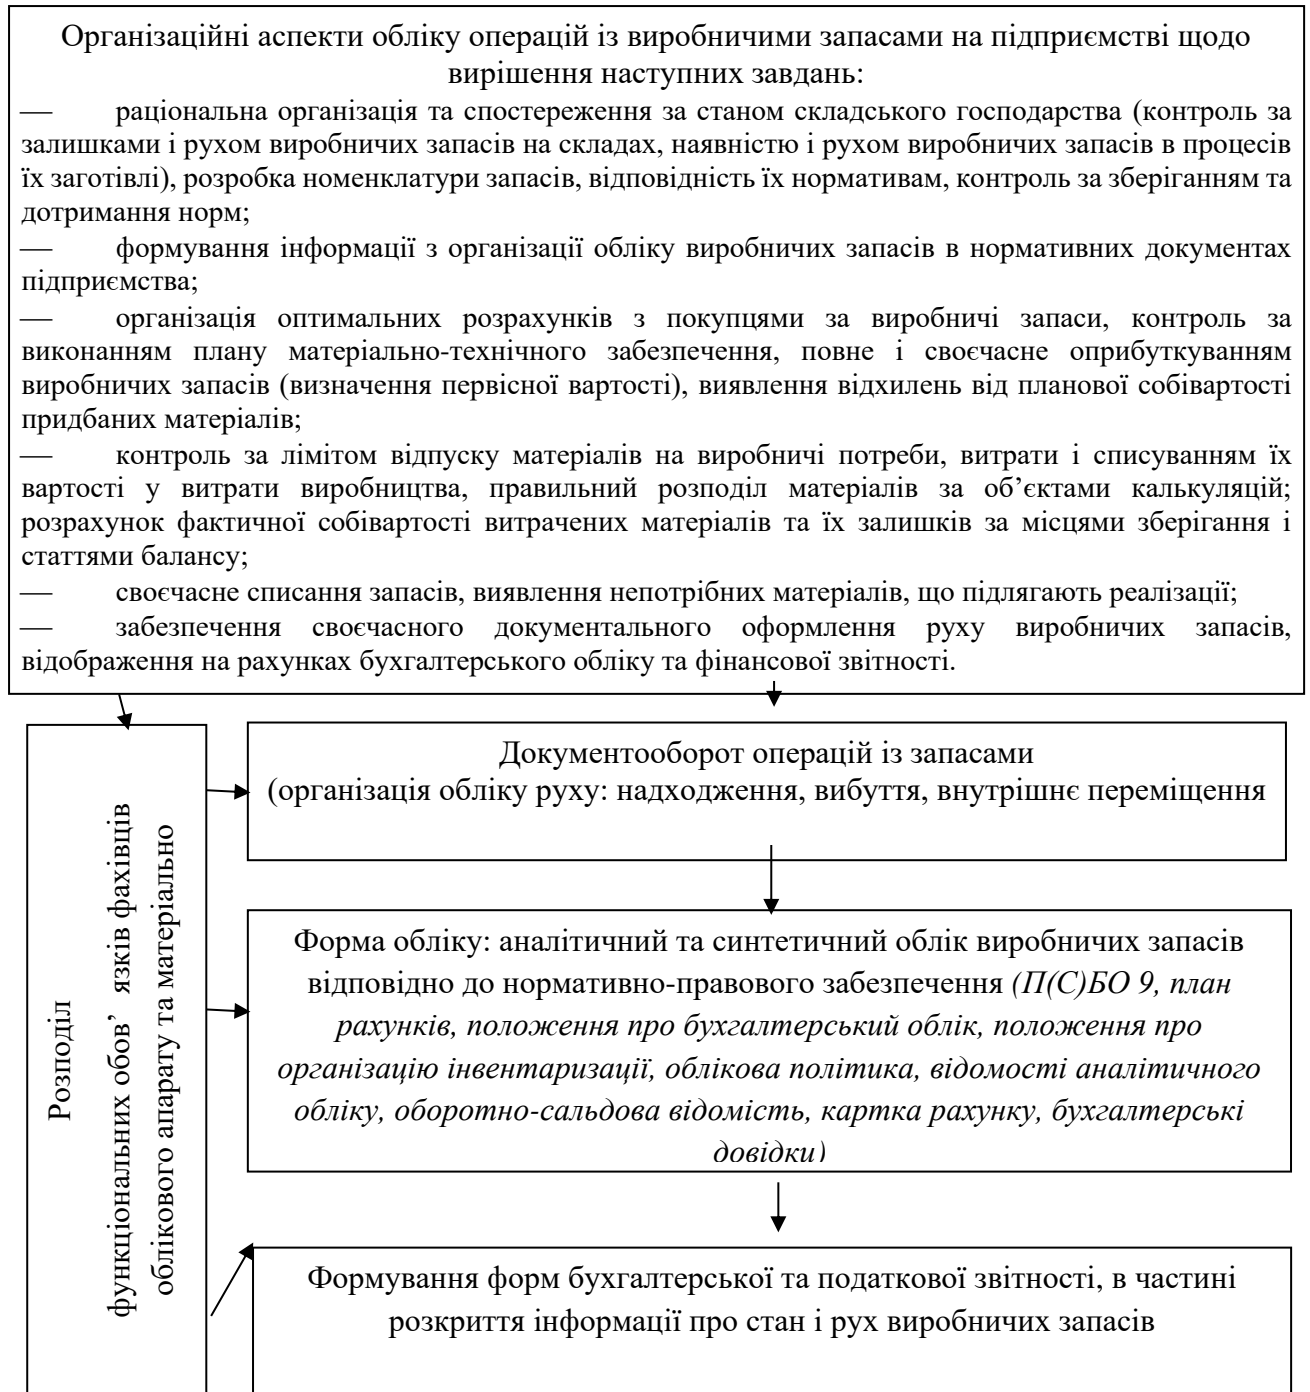 Організаційні аспекти обліку операцій із виробничими запасами на підприємстві щодо
вирішення наступних завдань:
— раціональна організація та спостереження за станом складського господарства (контроль за
залишками і рухом виробничих запасів на складах, наявністю і рухом виробничих запасів в процесів
їх заготівлі), розробка номенклатури запасів, відповідність їх нормативам, контроль за зберіганням та
дотримання норм;
— формування інформації з організації обліку виробничих запасів в нормативних документах
підприємства;
— організація оптимальних розрахунків з покупцями за виробничі запаси, контроль за
виконанням плану матеріально-технічного забезпечення, повне і своєчасне оприбуткуванням
виробничих запасів (визначення первісної вартості), виявлення відхилень від планової собівартості
придбаних матеріалів;
— контроль за лімітом відпуску матеріалів на виробничі потреби, витрати і списуванням їх
вартості у витрати виробництва, правильний розподіл матеріалів за об’єктами калькуляцій;
розрахунок фактичної собівартості витрачених матеріалів та їх залишків за місцями зберігання і
статтями балансу;
— своєчасне списання запасів, виявлення непотрібних матеріалів, що підлягають реалізації;
— забезпечення своєчасного документального оформлення руху виробничих запасів,
відображення на рахунках бухгалтерського обліку та фінансової звітності.
Розподіл
функціональних обов’ язків фахівців
облікового апарату та матеріально
Документооборот операцій із запасами
(організація обліку руху: надходження, вибуття, внутрішнє переміщення
Форма обліку: аналітичний та синтетичний облік виробничих запасів
відповідно до нормативно-правового забезпечення (П(С)БО 9, план
рахунків, положення про бухгалтерський облік, положення про
організацію інвентаризації, облікова політика, відомості аналітичного
обліку, оборотно-сальдова відомість, картка рахунку, бухгалтерські
довідки)
Формування форм бухгалтерської та податкової звітності, в частині
розкриття інформації про стан і рух виробничих запасів